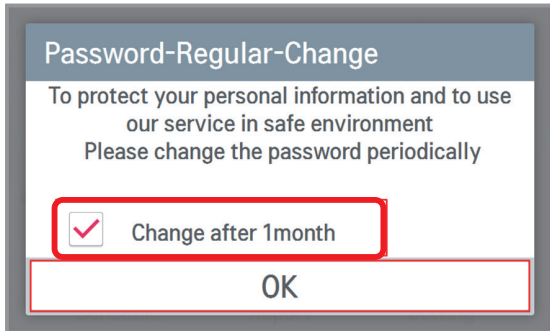 Password-Regular-Change
To protect your personal information and to use
our service in safe environment
Please change the password periodically
Change after 1month
OK